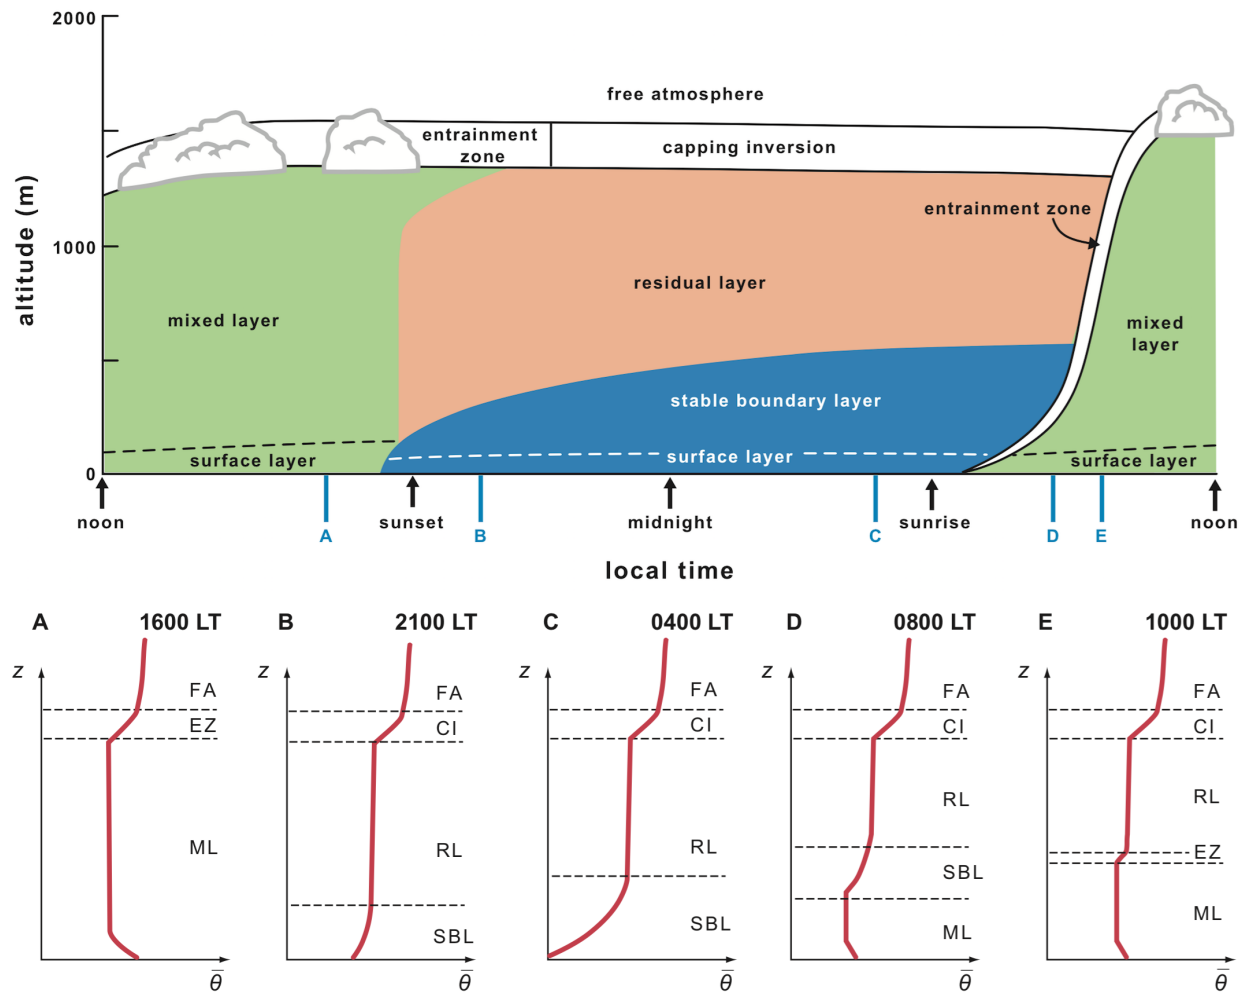 2000
free atmosphere
entrainment
zone
capping inversion
entrainment zone
1000
altitude (m)
residual layer
mixed layer
mixed
layer
stable boundary layer
surface layer
surface layer
surface layer
0
noon
A
sunset
B
midnight
C
sunrise
D
E
noon
local time
A 1600 LT
z
FA
EZ
ML
θ̅
B 2100 LT
z
FA
CI
RL
SBL
θ̅
C 0400 LT
z
FA
CI
RL
SBL
θ̅
D 0800 LT
z
FA
CI
RL
SBL
ML
θ̅
E 1000 LT
z
FA
CI
RL
EZ
ML
θ̅